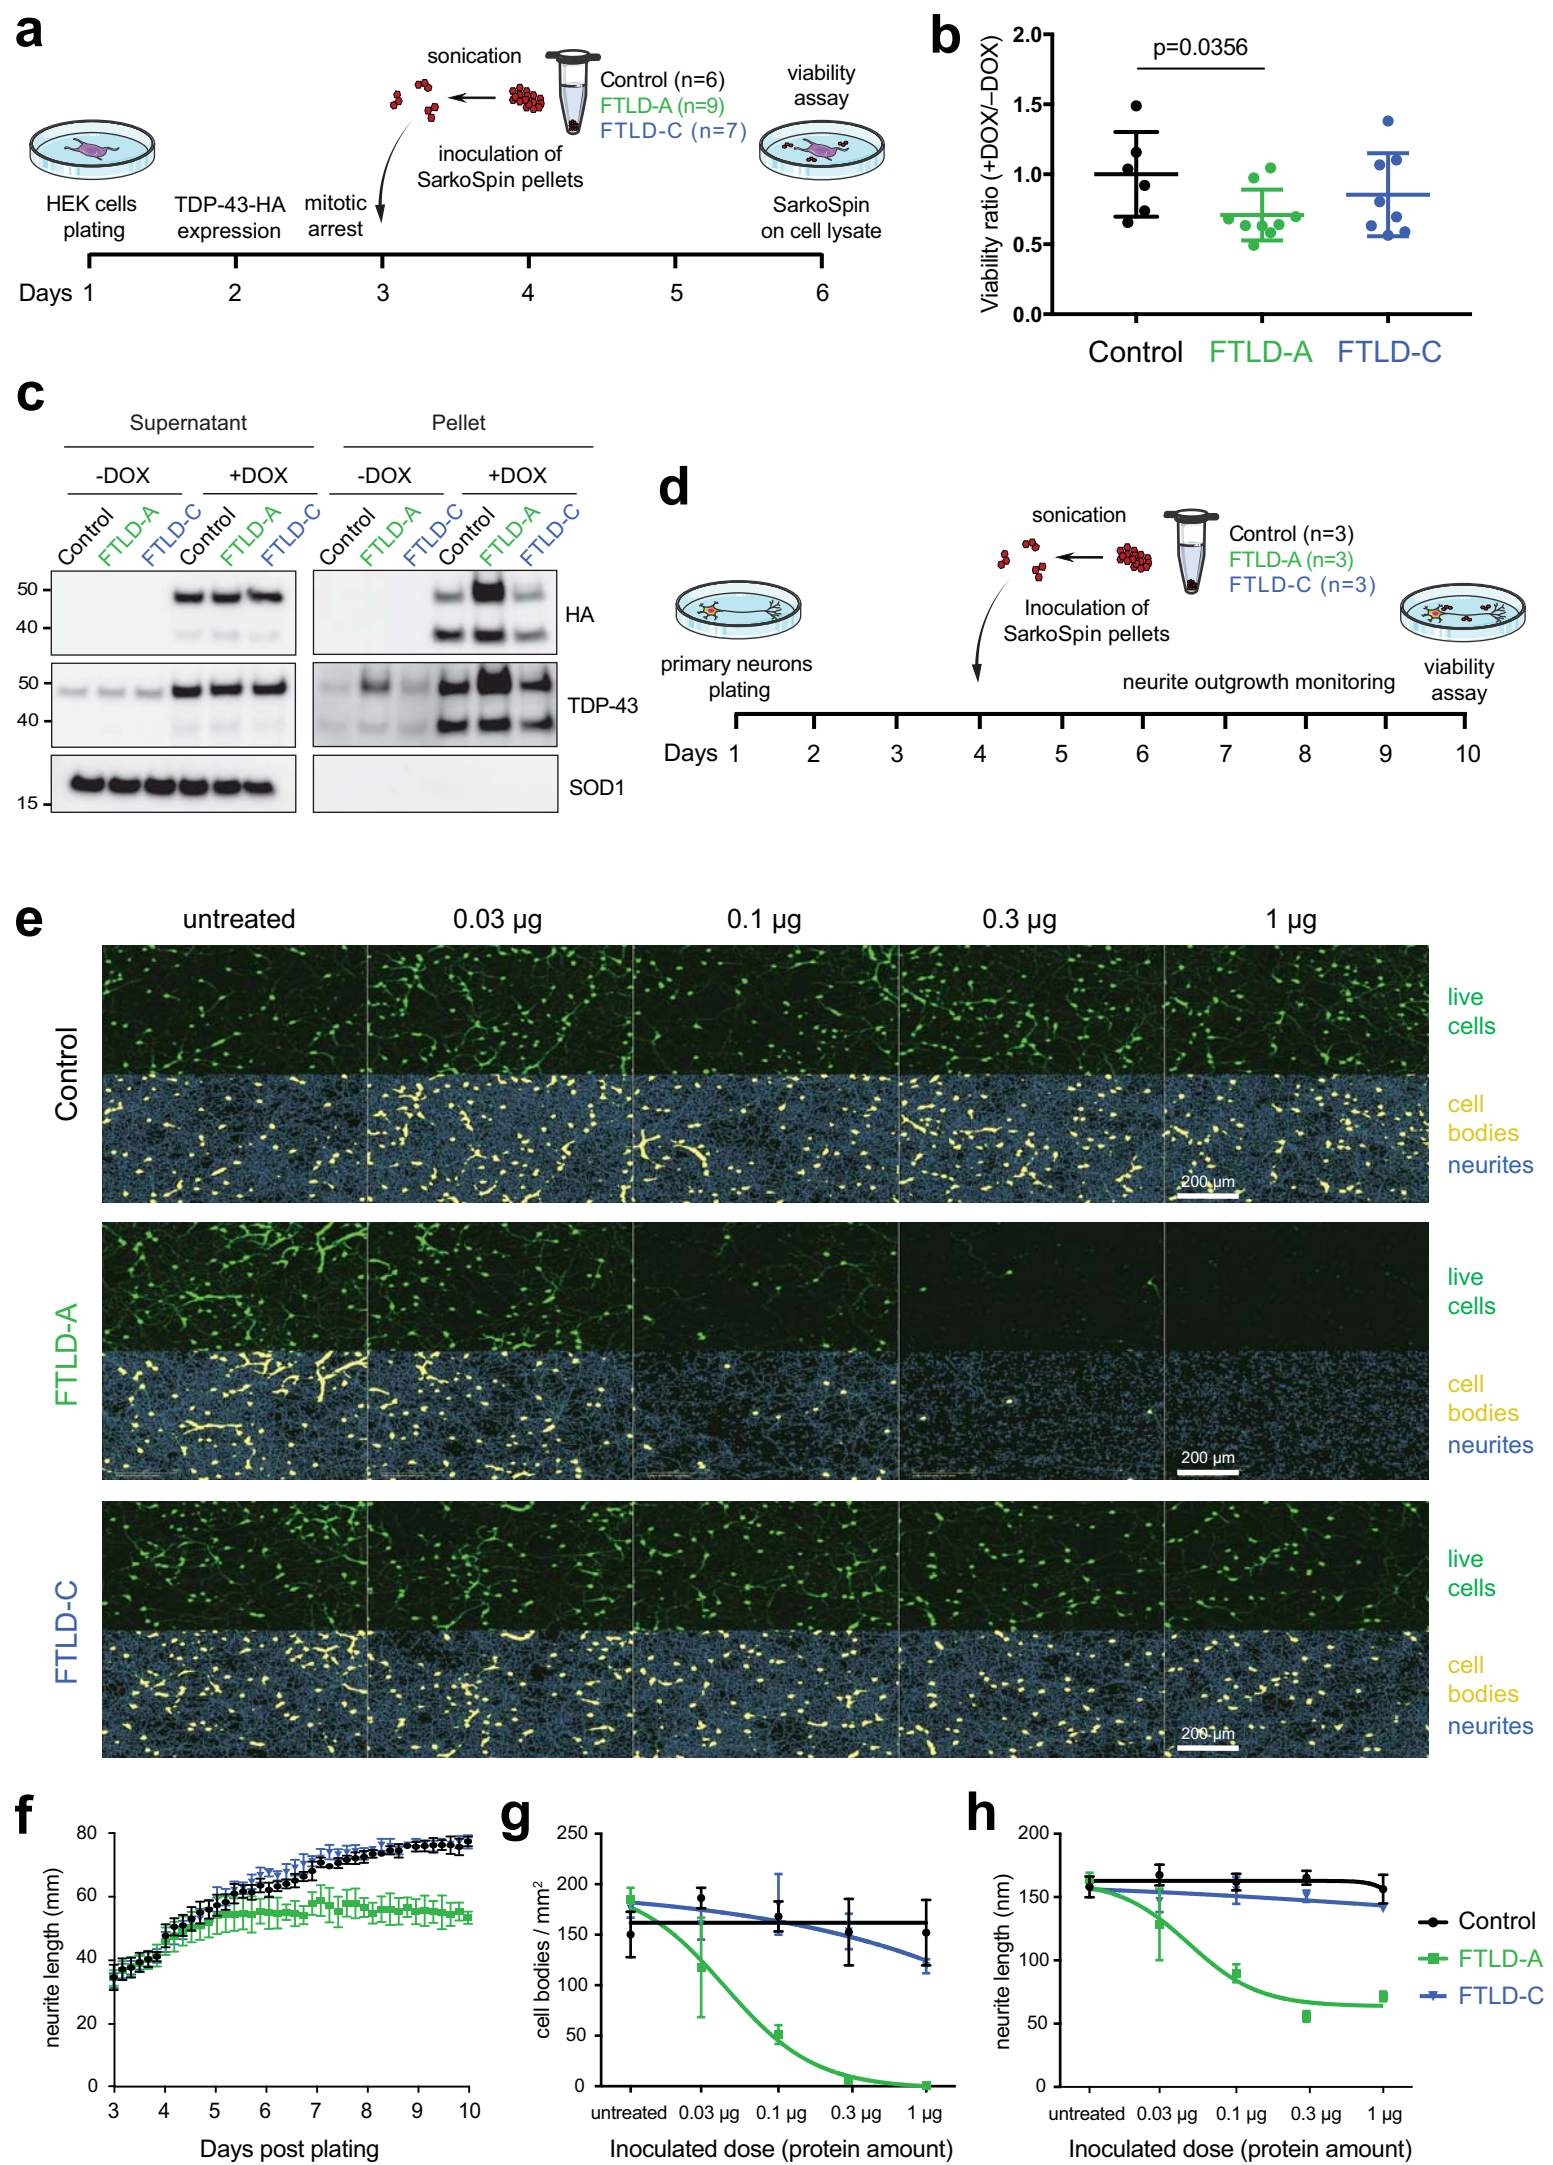 a
sonication
Control (n=6)
FTLD-A (n=9)
FTLD-C (n=7)
viability
assay
inoculation of
SarkoSpin pellets
HEK cells
plating
TDP-43-HA
expression
mitotic
arrest
SarkoSpin
on cell lysate
Days 1 2 3 4 5 6
b
Viability ratio (+DOX/–DOX)
2.0
1.5
1.0
0.5
0.0
p=0.0356
Control FTLD-A FTLD-C
c
Supernatant Pellet
-DOX +DOX -DOX +DOX
Control FTLD-A FTLD-C Control FTLD-A FTLD-C Control FTLD-A FTLD-C Control FTLD-A FTLD-C
50
40
HA
50
40
TDP-43
15
SOD1
d
sonication
Control (n=3)
FTLD-A (n=3)
FTLD-C (n=3)
Inoculation of
SarkoSpin pellets
primary neurons
plating
neurite outgrowth monitoring
viability
assay
Days 1 2 3 4 5 6 7 8 9 10
e
untreated 0.03 µg 0.1 µg 0.3 µg 1 µg
Control
live
cells
cell
bodies
neurites
200 µm
FTLD-A
live
cells
cell
bodies
neurites
200 µm
FTLD-C
live
cells
cell
bodies
neurites
200 µm
f
neurite length (mm)
80
60
40
20
0
3 4 5 6 7 8 9 10
Days post plating
g
cell bodies / mm²
250
200
150
100
50
0
untreated 0.03 µg 0.1 µg 0.3 µg 1 µg
Inoculated dose (protein amount)
h
neurite length (nm)
200
150
100
50
0
untreated 0.03 µg 0.1 µg 0.3 µg 1 µg
Inoculated dose (protein amount)
Control
FTLD-A
FTLD-C